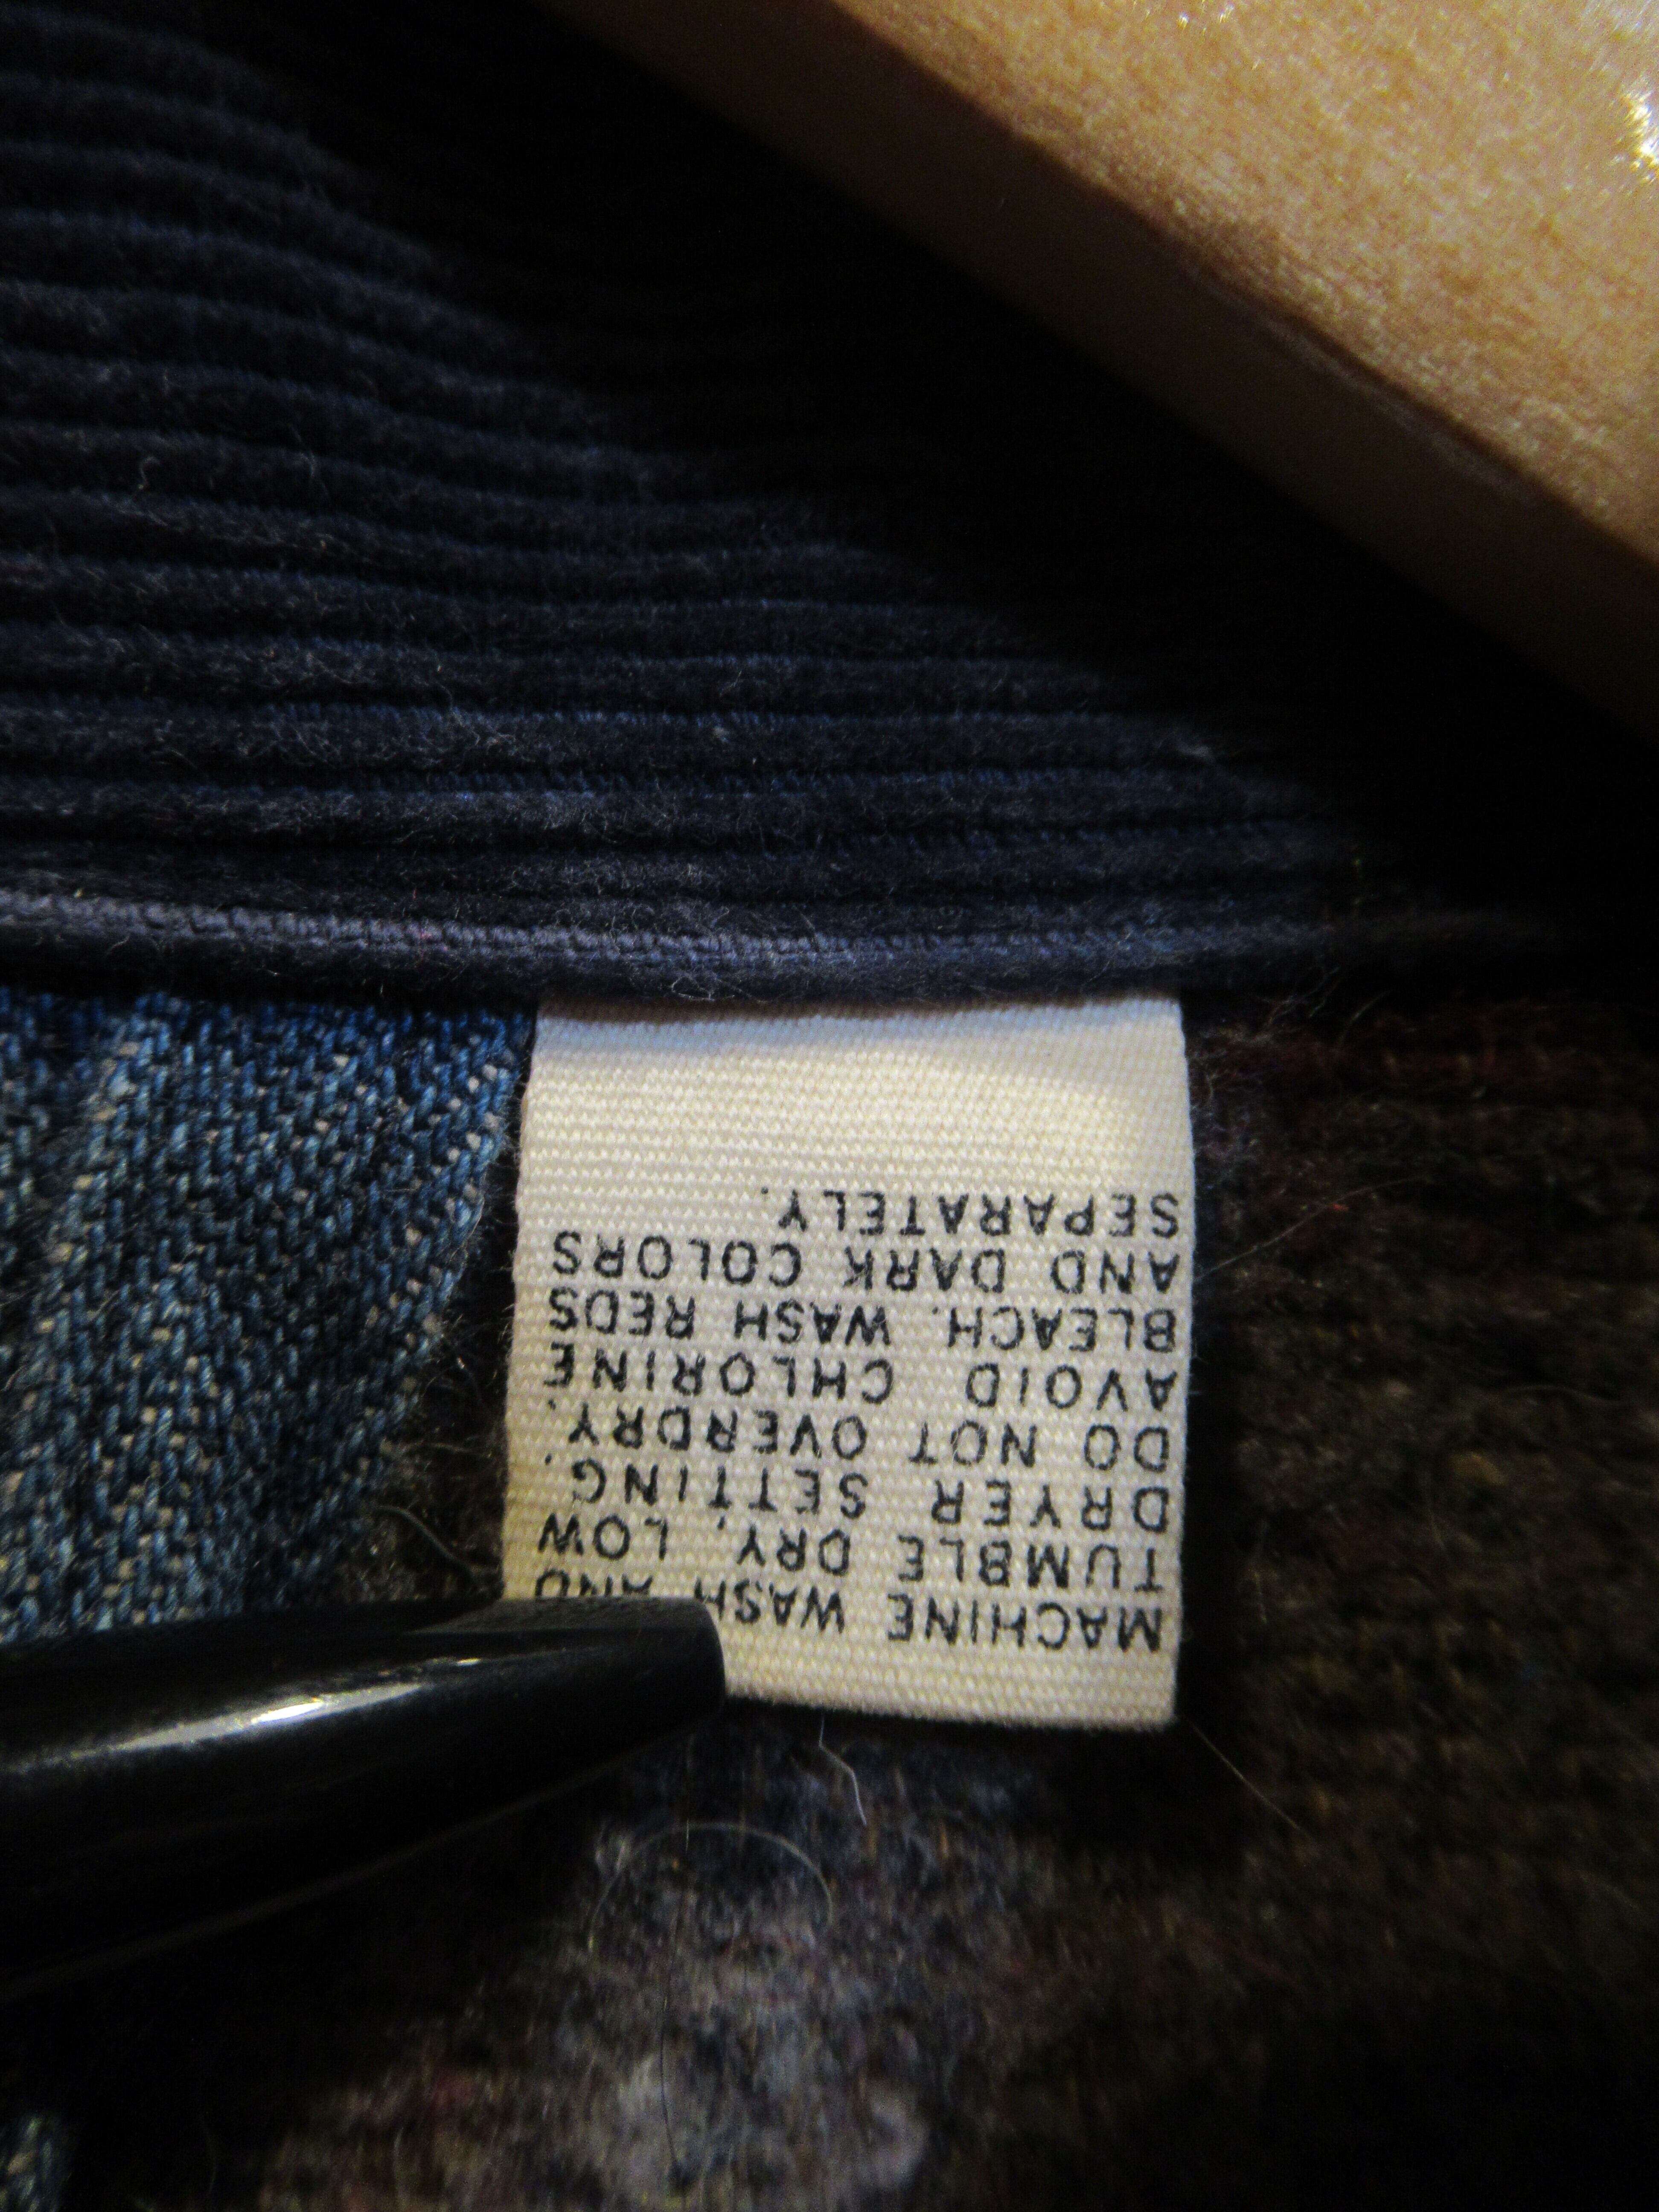 MACHINE WASH AND
TUMBLE DRY, LOW
DRYER SETTING.
DO NOT OVERDRY.
AVOID CHLORINE
BLEACH. WASH REDS
AND DARK COLORS
SEPARATELY.